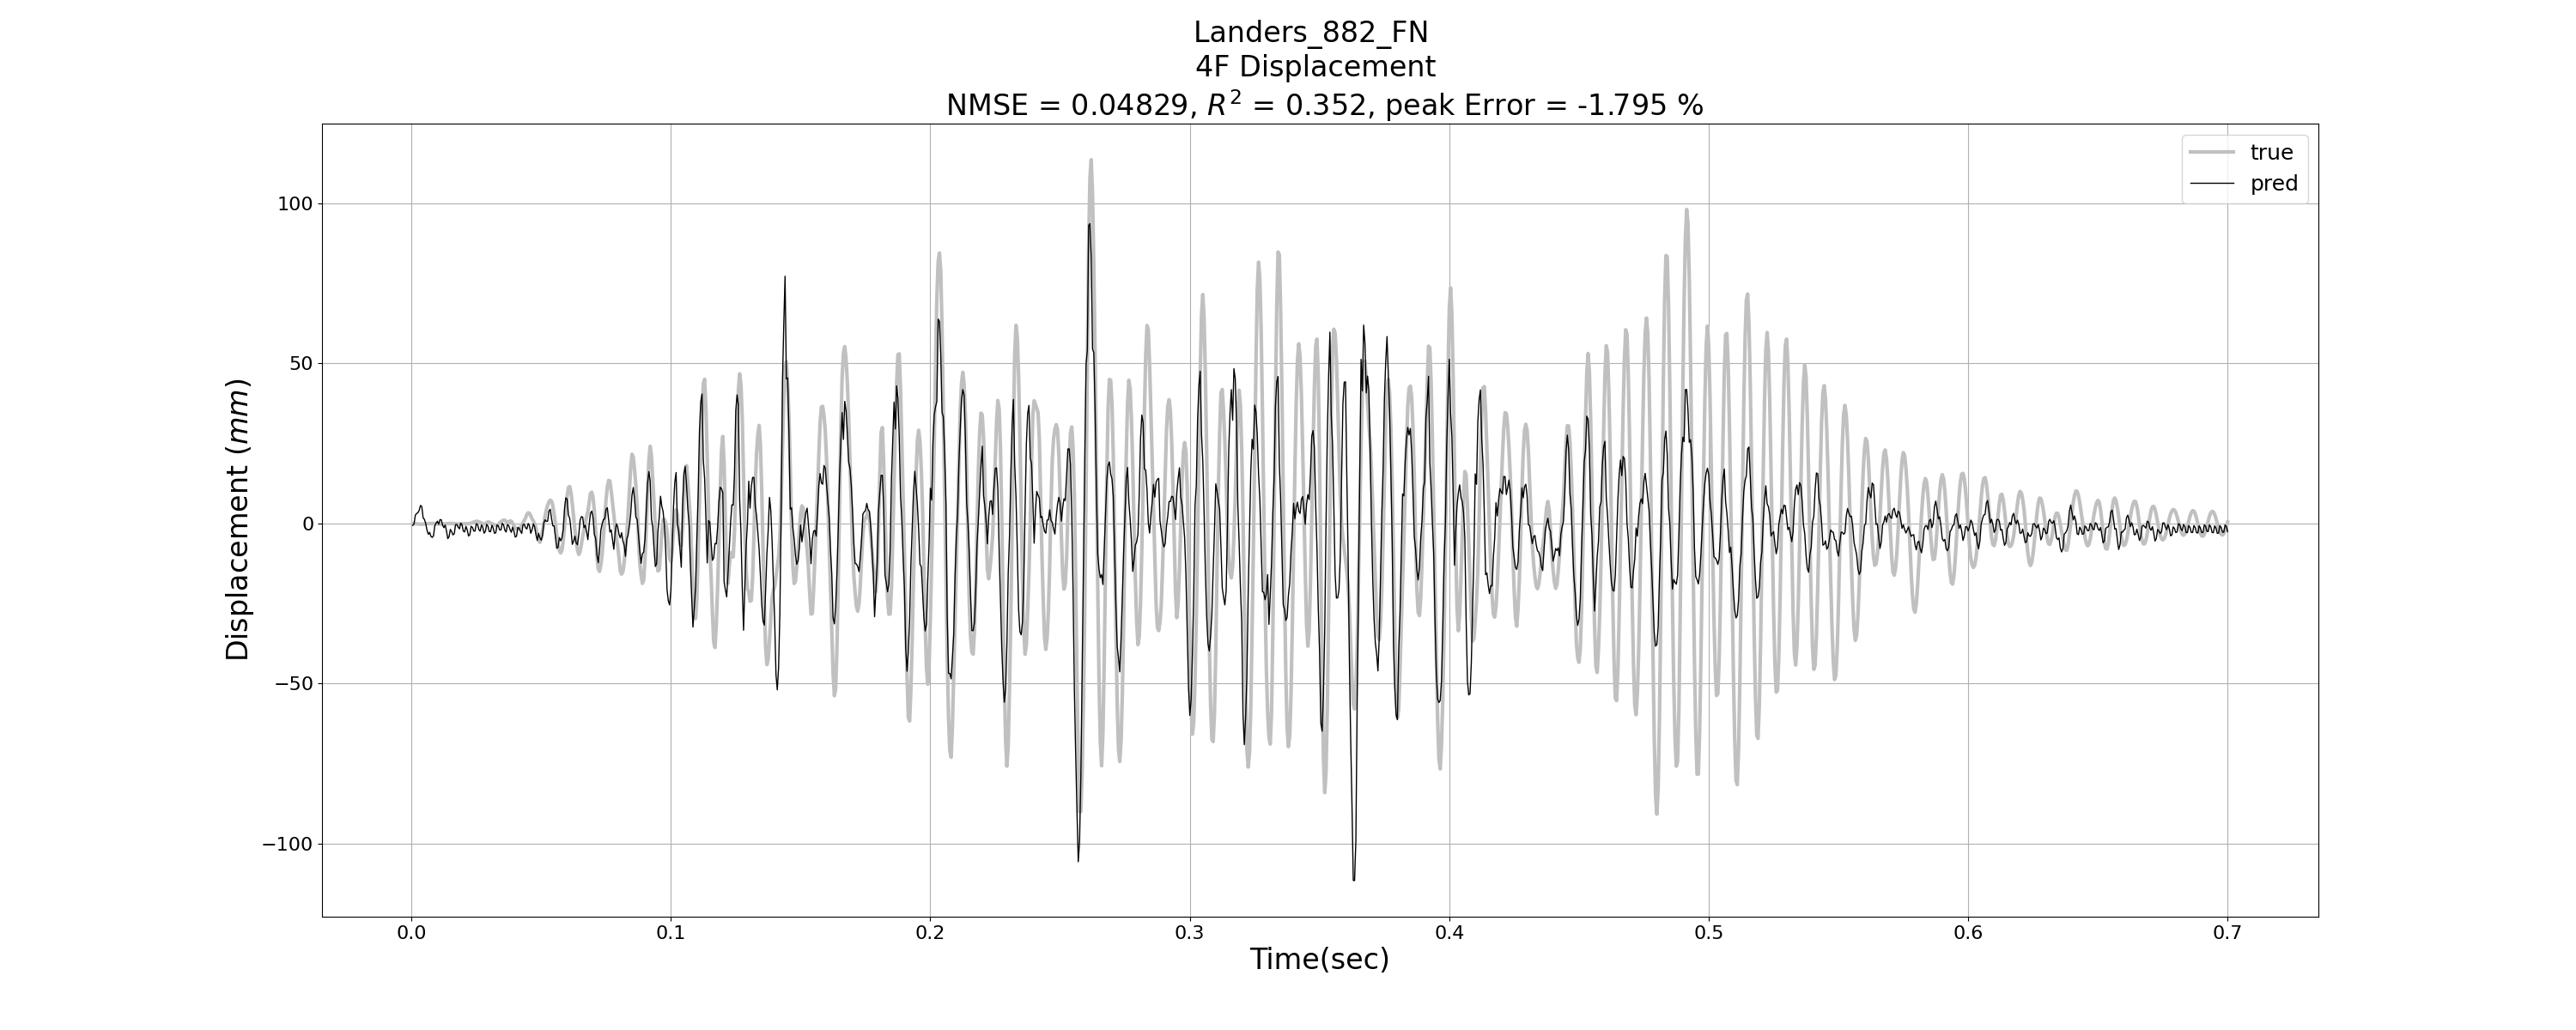 Landers_882_FN
4F Displacement
NMSE = 0.04829, R² = 0.352, peak Error = -1.795 %
true
pred
Displacement (mm)
100
50
0
−50
−100
0.0 0.1 0.2 0.3 0.4 0.5 0.6 0.7
Time(sec)